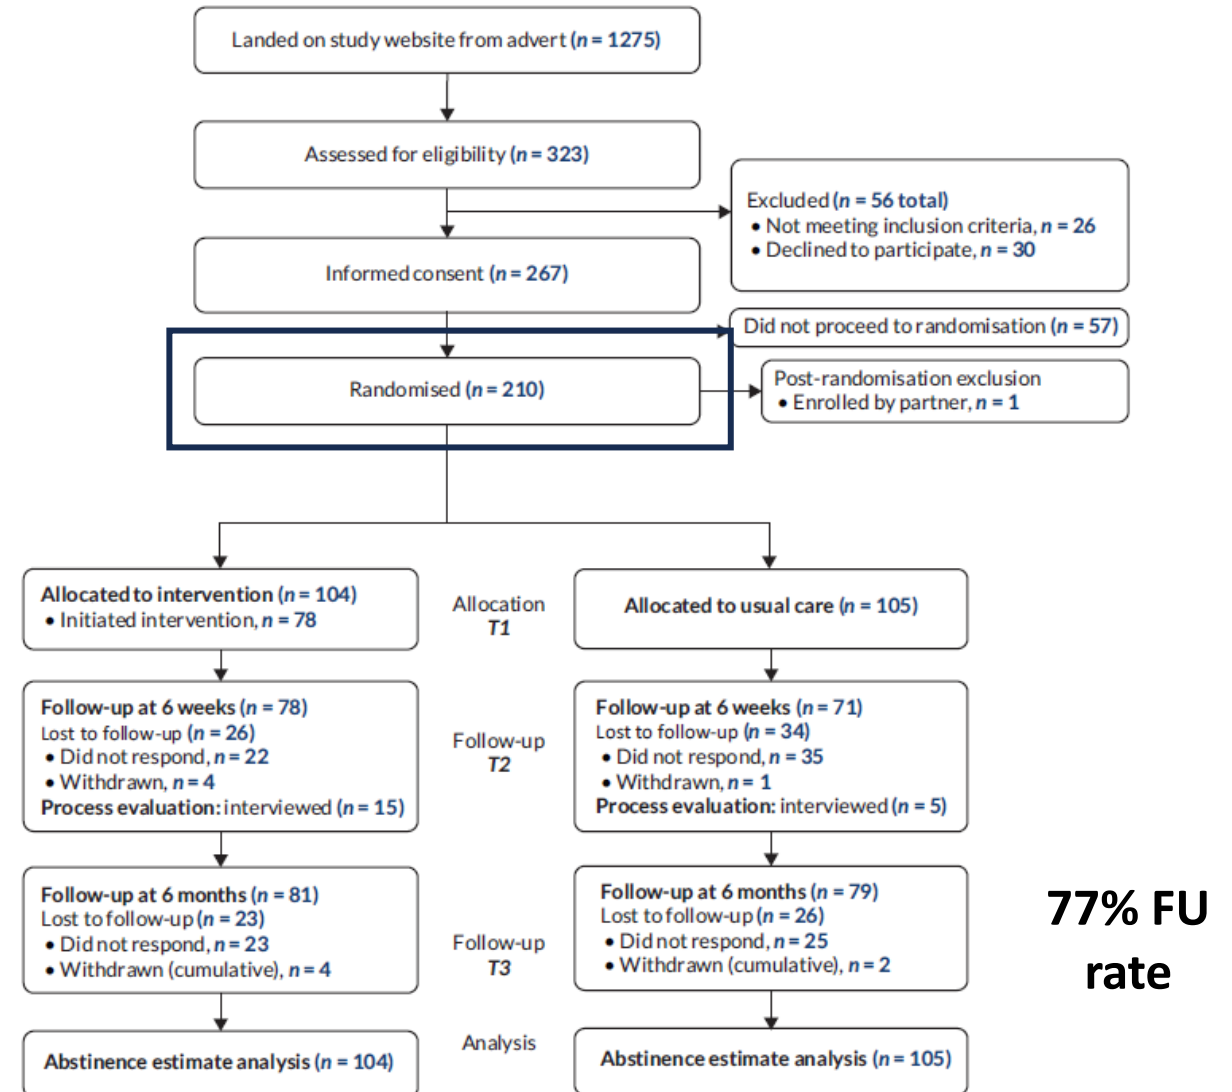 Landed on study website from advert (n = 1275)
Assessed for eligibility (n = 323)
Excluded (n = 56 total)
• Not meeting inclusion criteria, n = 26
• Declined to participate, n = 30
Informed consent (n = 267)
Did not proceed to randomisation (n = 57)
Randomised (n = 210)
Post-randomisation exclusion
• Enrolled by partner, n = 1
Allocated to intervention (n = 104)
• Initiated intervention, n = 78
Allocation
T1
Allocated to usual care (n = 105)
Follow-up at 6 weeks (n = 78)
Lost to follow-up (n = 26)
• Did not respond, n = 22
• Withdrawn, n = 4
Process evaluation: interviewed (n = 15)
Follow-up
T2
Follow-up at 6 weeks (n = 71)
Lost to follow-up (n = 34)
• Did not respond, n = 35
• Withdrawn, n = 1
Process evaluation: interviewed (n = 5)
Follow-up at 6 months (n = 81)
Lost to follow-up (n = 23)
• Did not respond, n = 23
• Withdrawn (cumulative), n = 4
Follow-up
T3
Follow-up at 6 months (n = 79)
Lost to follow-up (n = 26)
• Did not respond, n = 25
• Withdrawn (cumulative), n = 2
77% FU
rate
Abstinence estimate analysis (n = 104)
Analysis
Abstinence estimate analysis (n = 105)